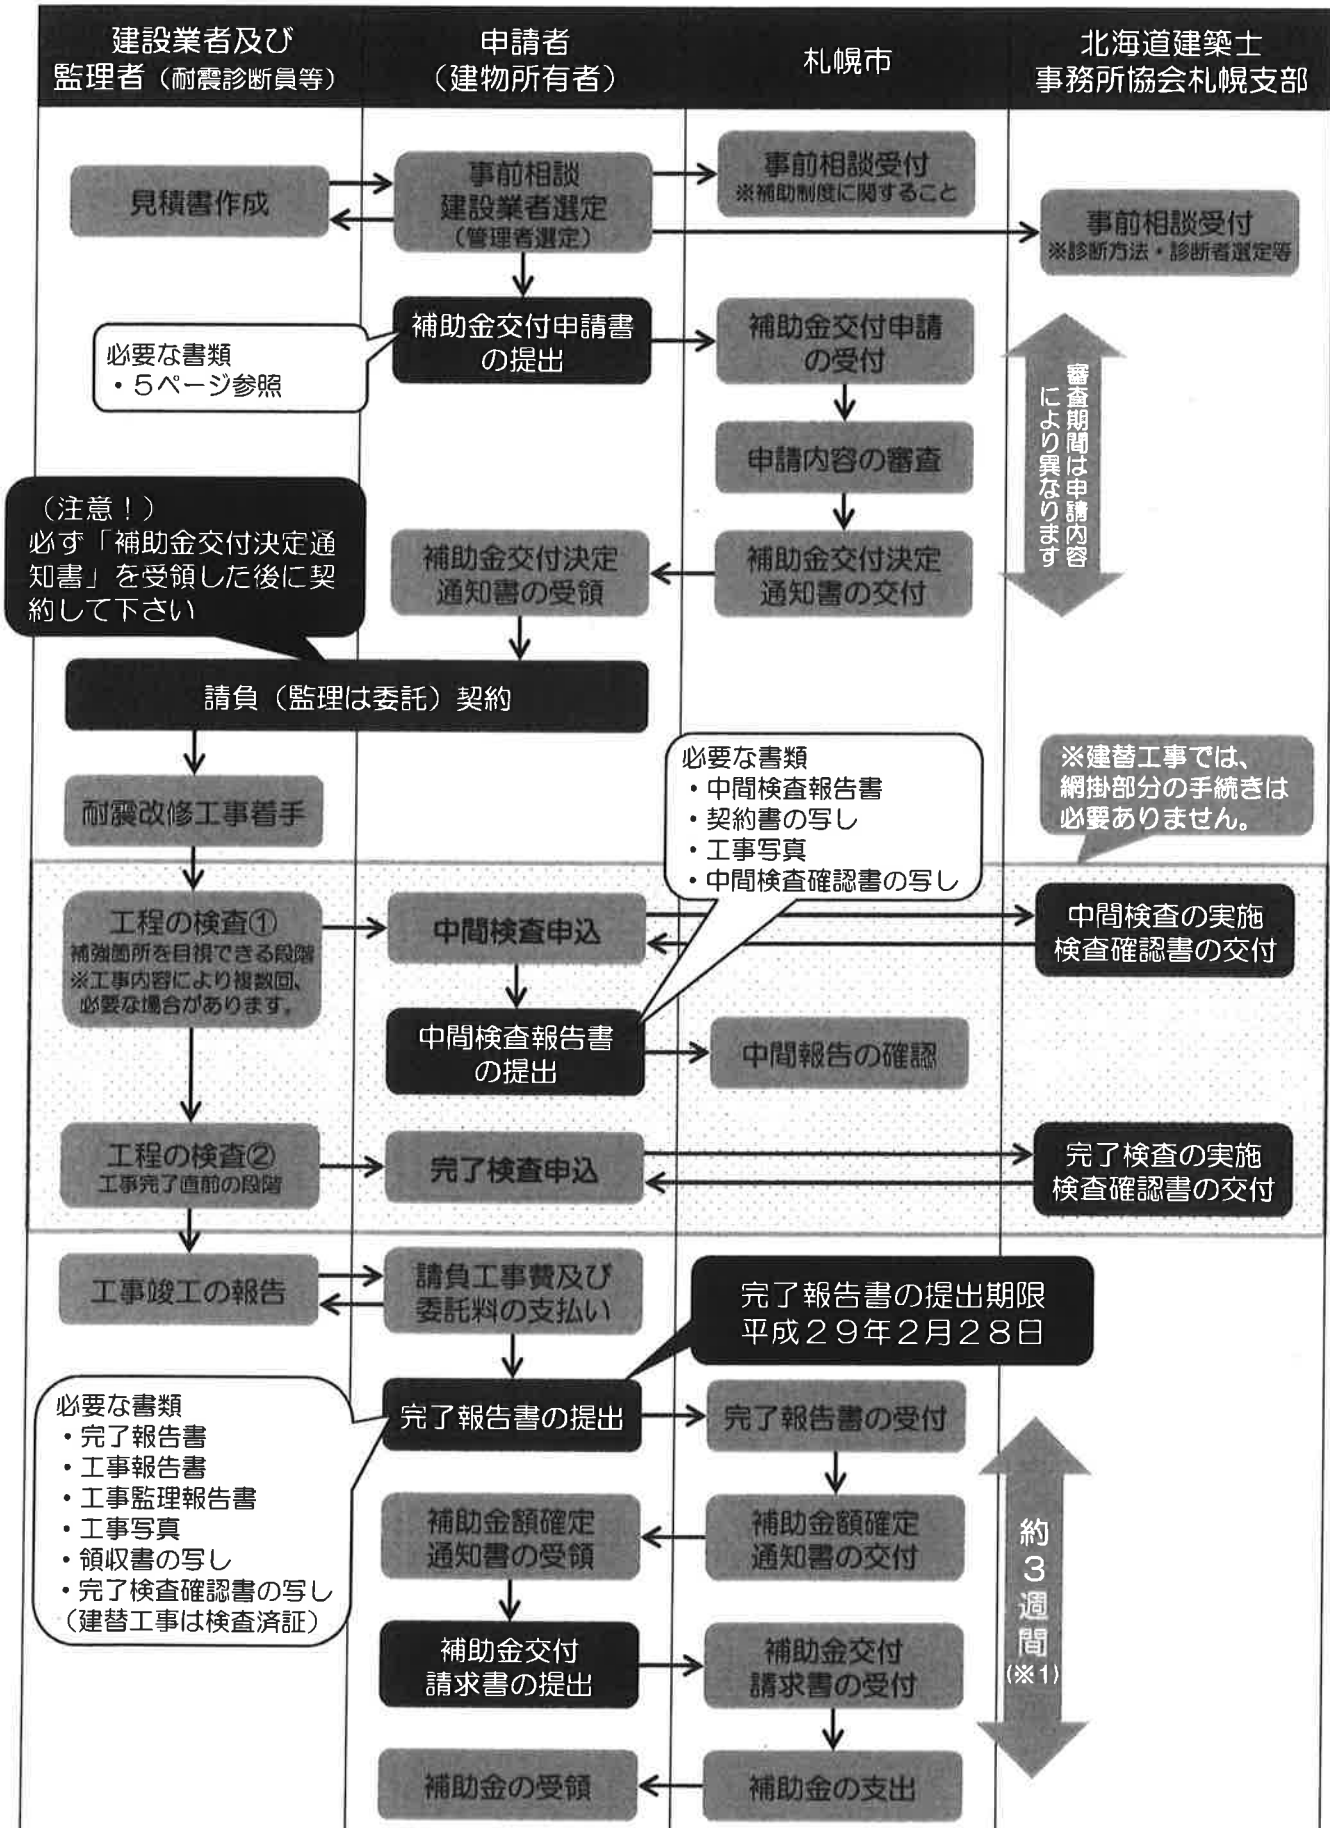 建設業者及び
監理者（耐震診断員等）
申請者
（建物所有者）
札幌市
北海道建築士
事務所協会札幌支部
見積書作成
事前相談
建設業者選定
（管理者選定）
事前相談受付
※補助制度に関すること
事前相談受付
※診断方法・診断者選定等
必要な書類
・５ページ参照
補助金交付申請書
の提出
補助金交付申請
の受付
申請内容の審査
審査期間は申請内容
により異なります
（注意！）
必ず「補助金交付決定通
知書」を受領した後に契
約して下さい
補助金交付決定
通知書の受領
補助金交付決定
通知書の交付
請負（監理は委託）契約
耐震改修工事着手
必要な書類
・中間検査報告書
・契約書の写し
・工事写真
・中間検査確認書の写し
※建替工事では、
網掛部分の手続きは
必要ありません。
工程の検査①
補強箇所を目視できる段階
※工事内容により複数回、
必要な場合があります。
中間検査申込
中間検査の実施
検査確認書の交付
中間検査報告書
の提出
中間報告の確認
工程の検査②
工事完了直前の段階
完了検査申込
完了検査の実施
検査確認書の交付
工事竣工の報告
請負工事費及び
委託料の支払い
完了報告書の提出期限
平成２９年２月２８日
必要な書類
・完了報告書
・工事報告書
・工事監理報告書
・工事写真
・領収書の写し
・完了検査確認書の写し
（建替工事は検査済証）
完了報告書の提出
完了報告書の受付
補助金額確定
通知書の受領
補助金額確定
通知書の交付
約３週間
(※1)
補助金交付
請求書の提出
補助金交付
請求書の受付
補助金の受領
補助金の支出